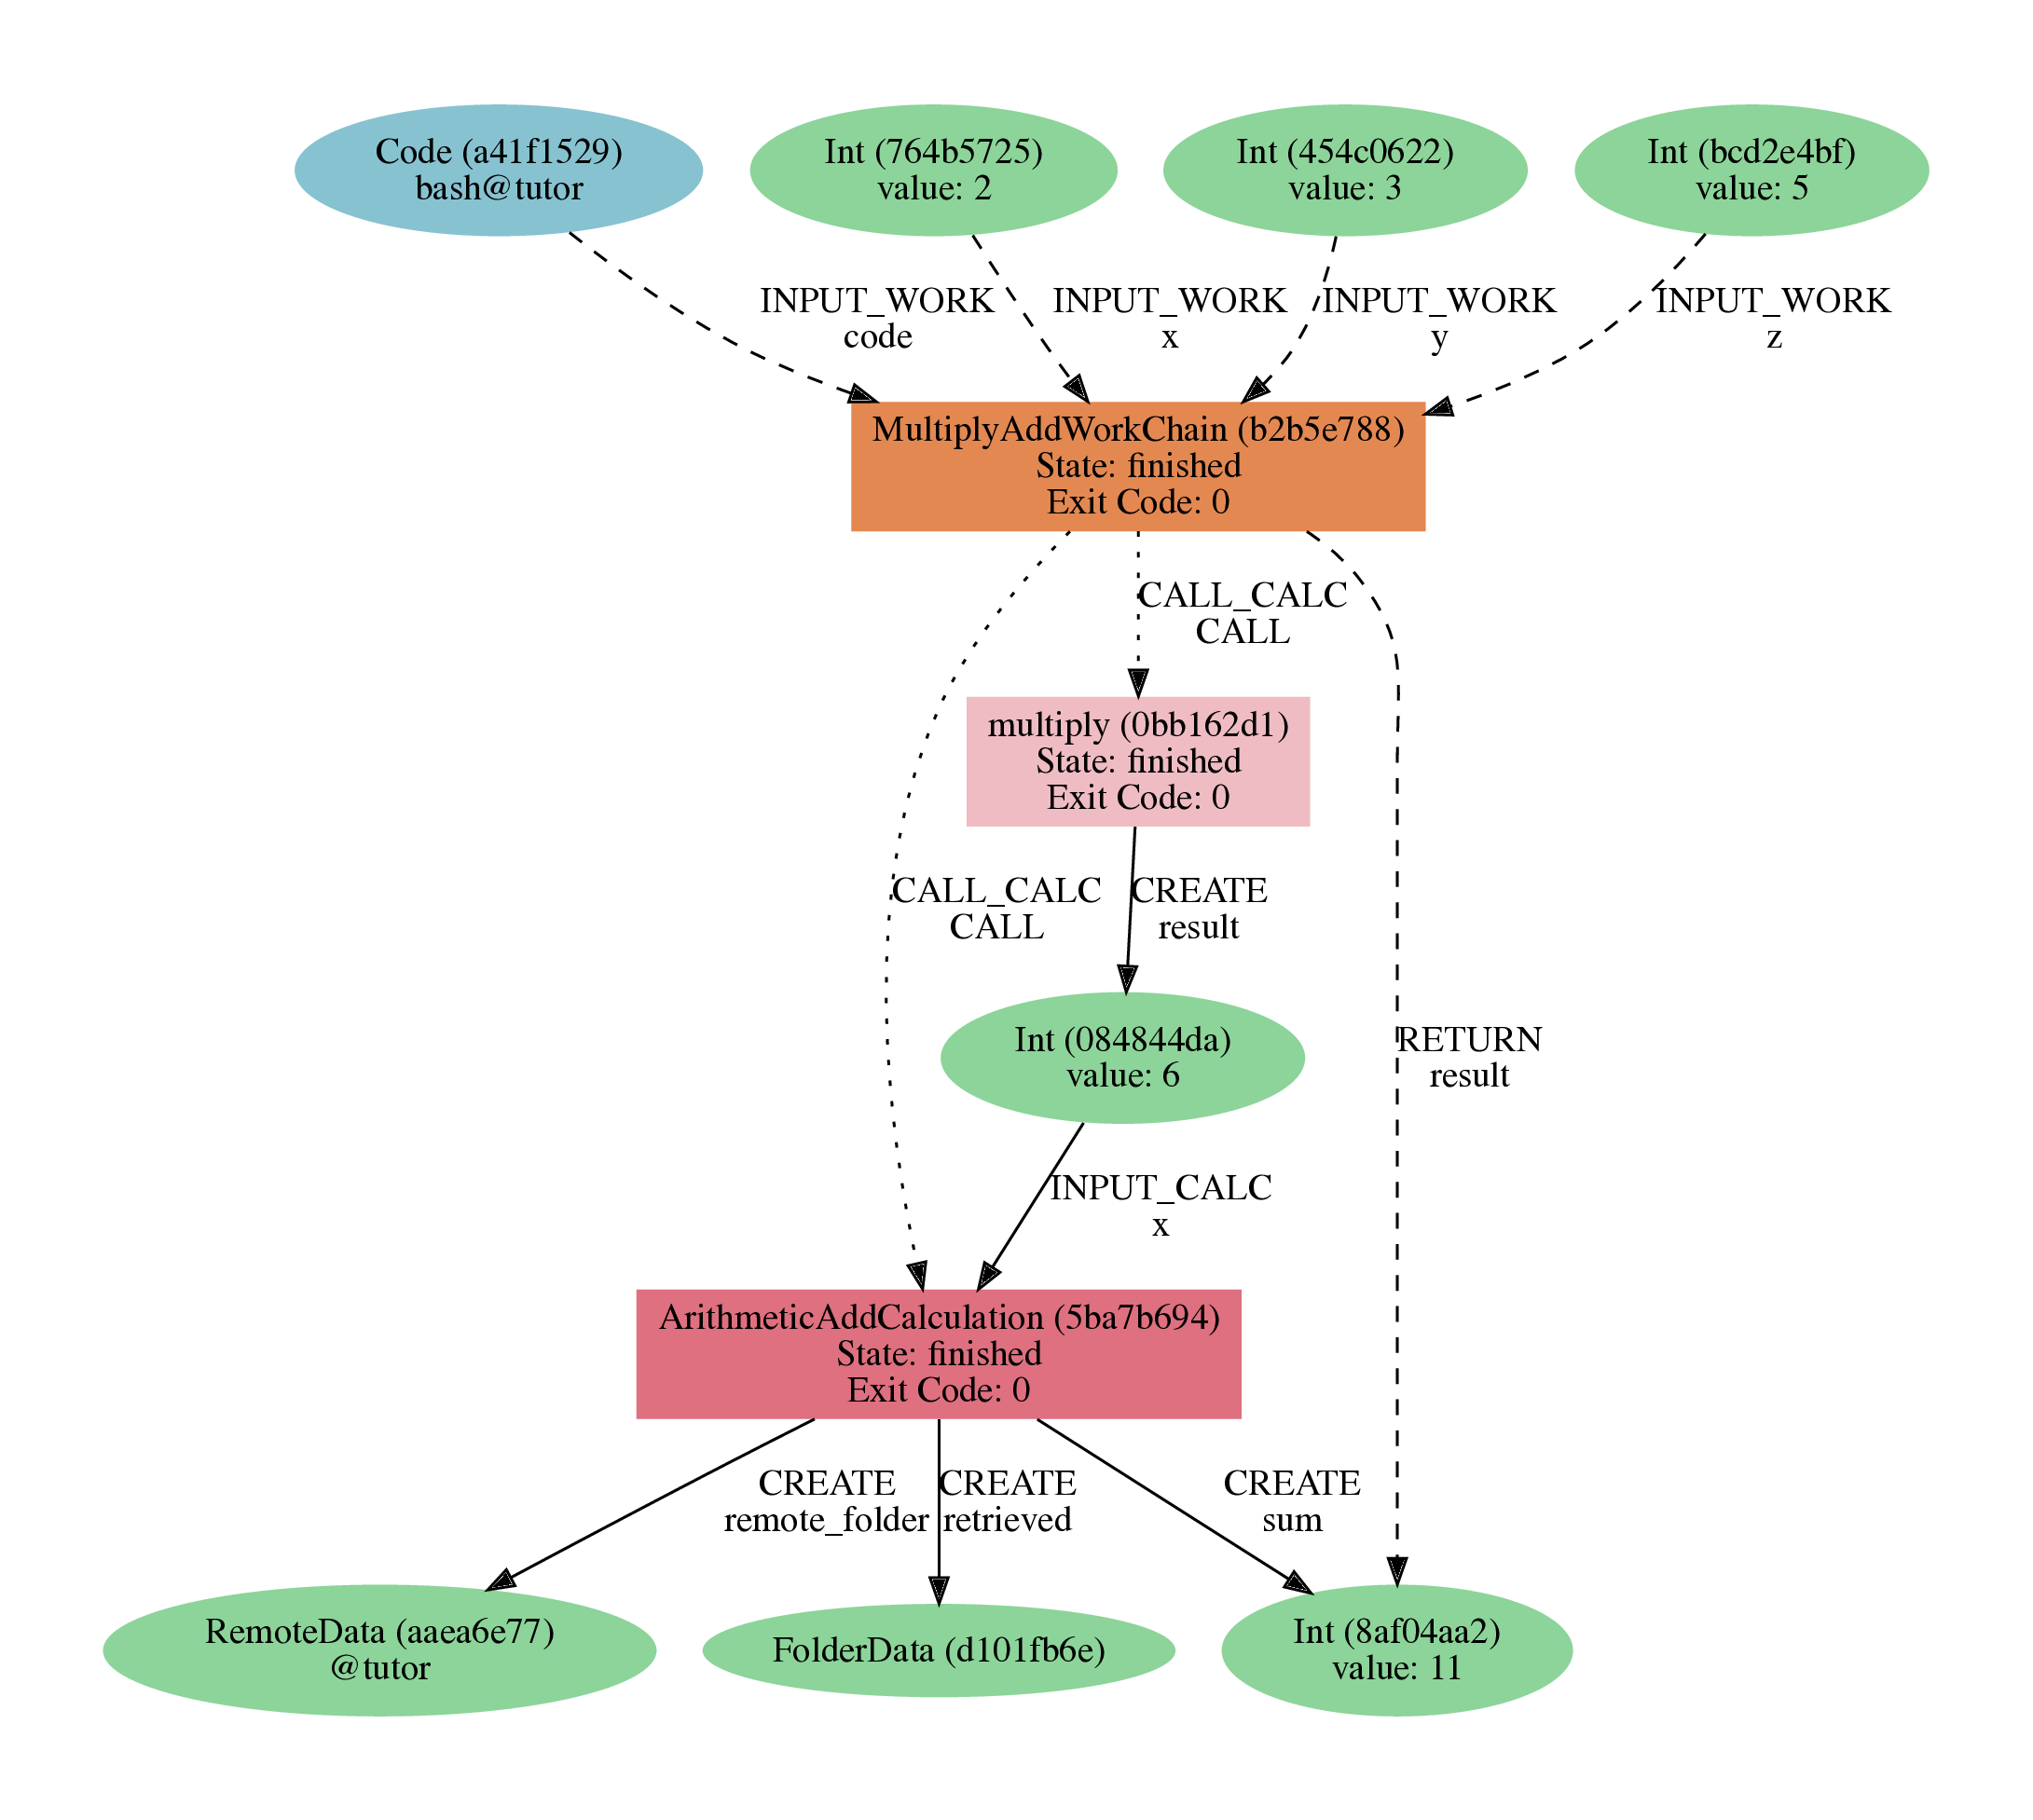 Code (a41f1529)
bash@tutor
Int (764b5725)
value: 2
Int (454c0622)
value: 3
Int (bcd2e4bf)
value: 5
INPUT_WORK
code
INPUT_WORK
x
INPUT_WORK
y
INPUT_WORK
z
MultiplyAddWorkChain (b2b5e788)
State: finished
Exit Code: 0
CALL_CALC
CALL
multiply (0bb162d1)
State: finished
Exit Code: 0
CALL_CALC
CALL
CREATE
result
Int (084844da)
value: 6
RETURN
result
INPUT_CALC
x
ArithmeticAddCalculation (5ba7b694)
State: finished
Exit Code: 0
CREATE
remote_folder
CREATE
retrieved
CREATE
sum
RemoteData (aaea6e77)
@tutor
FolderData (d101fb6e)
Int (8af04aa2)
value: 11